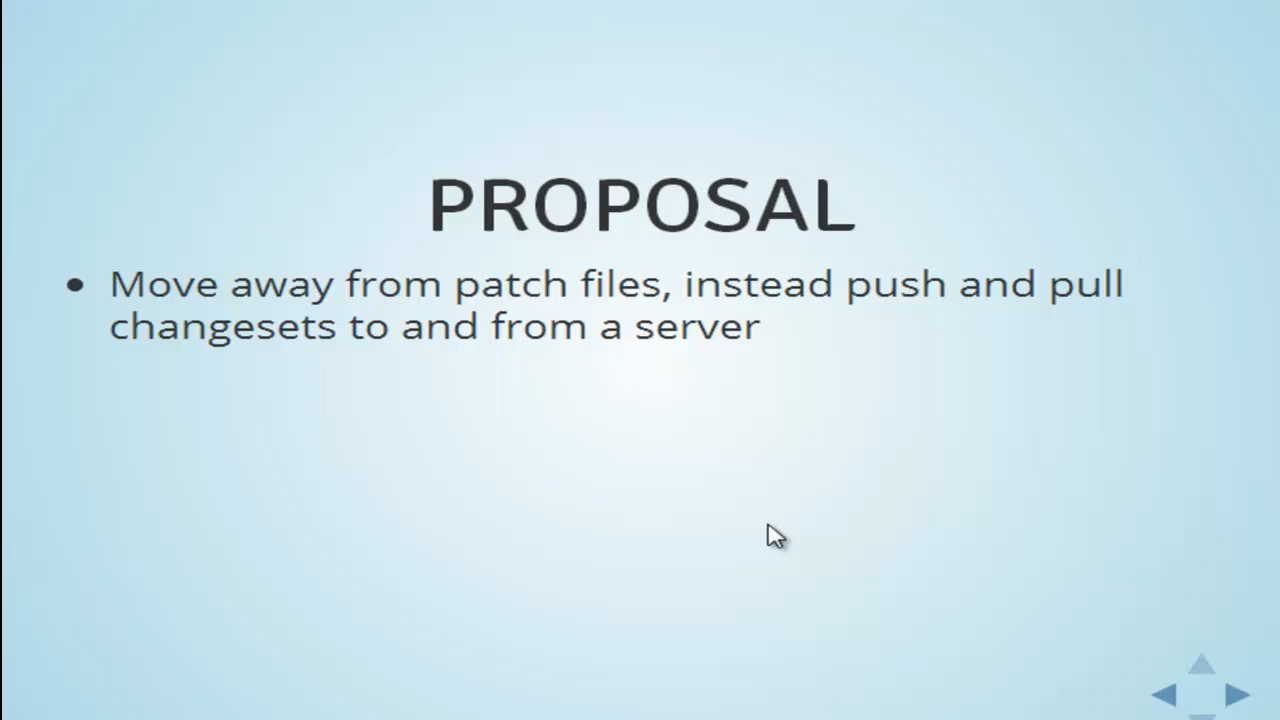 PROPOSAL
• Move away from patch files, instead push and pull
changesets to and from a server